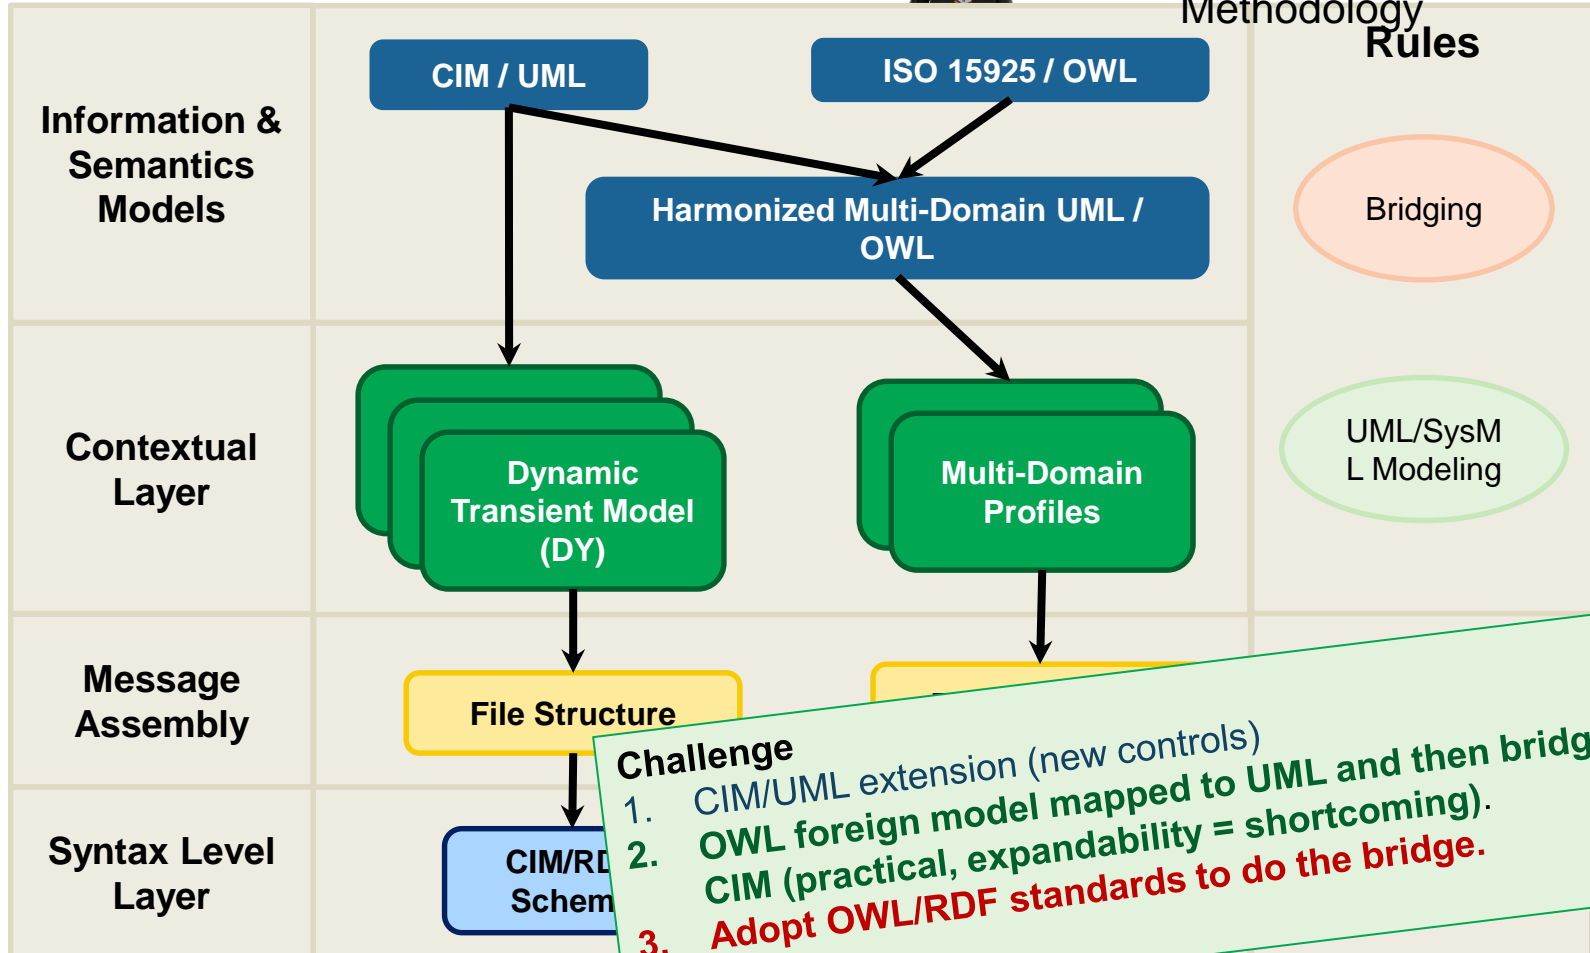 Methodology
Rules
CIM / UML
ISO 15925 / OWL
Information &
Semantics
Models
Harmonized Multi-Domain UML /
OWL
Bridging
Contextual
Layer
Dynamic
Transient Model
(DY)
Multi-Domain
Profiles
UML/SysM
L Modeling
Message
Assembly
File Structure
Challenge
1. CIM/UML extension (new controls)
2. OWL foreign model mapped to UML and then bridg
CIM (practical, expandability = shortcoming).
3. Adopt OWL/RDF standards to do the bridge.
Syntax Level
Layer
CIM/RD
Schem